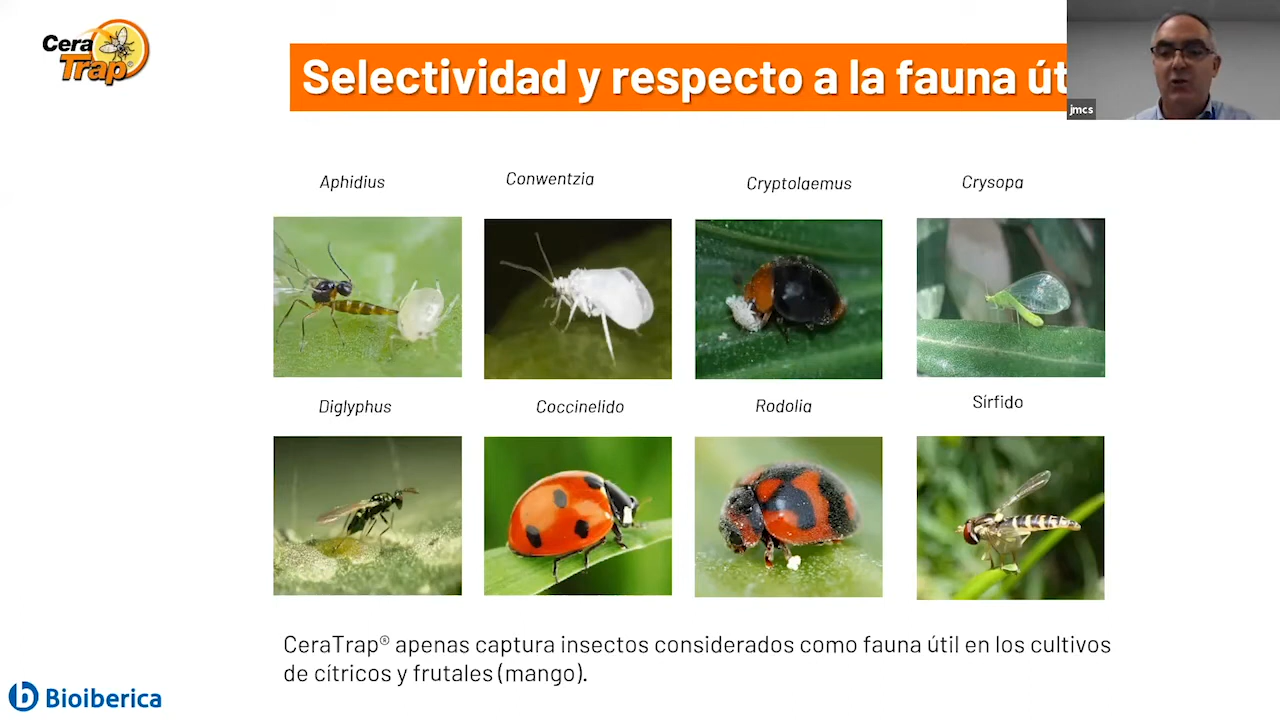 Cera
Trap®
Selectividad y respecto a la fauna út
jmcs
Aphidius
Conwentzia
Cryptolaemus
Crysopa
Diglyphus
Coccinelido
Rodolia
Sírfido
CeraTrap® apenas captura insectos considerados como fauna útil en los cultivos
de cítricos y frutales (mango).
Bioiberica